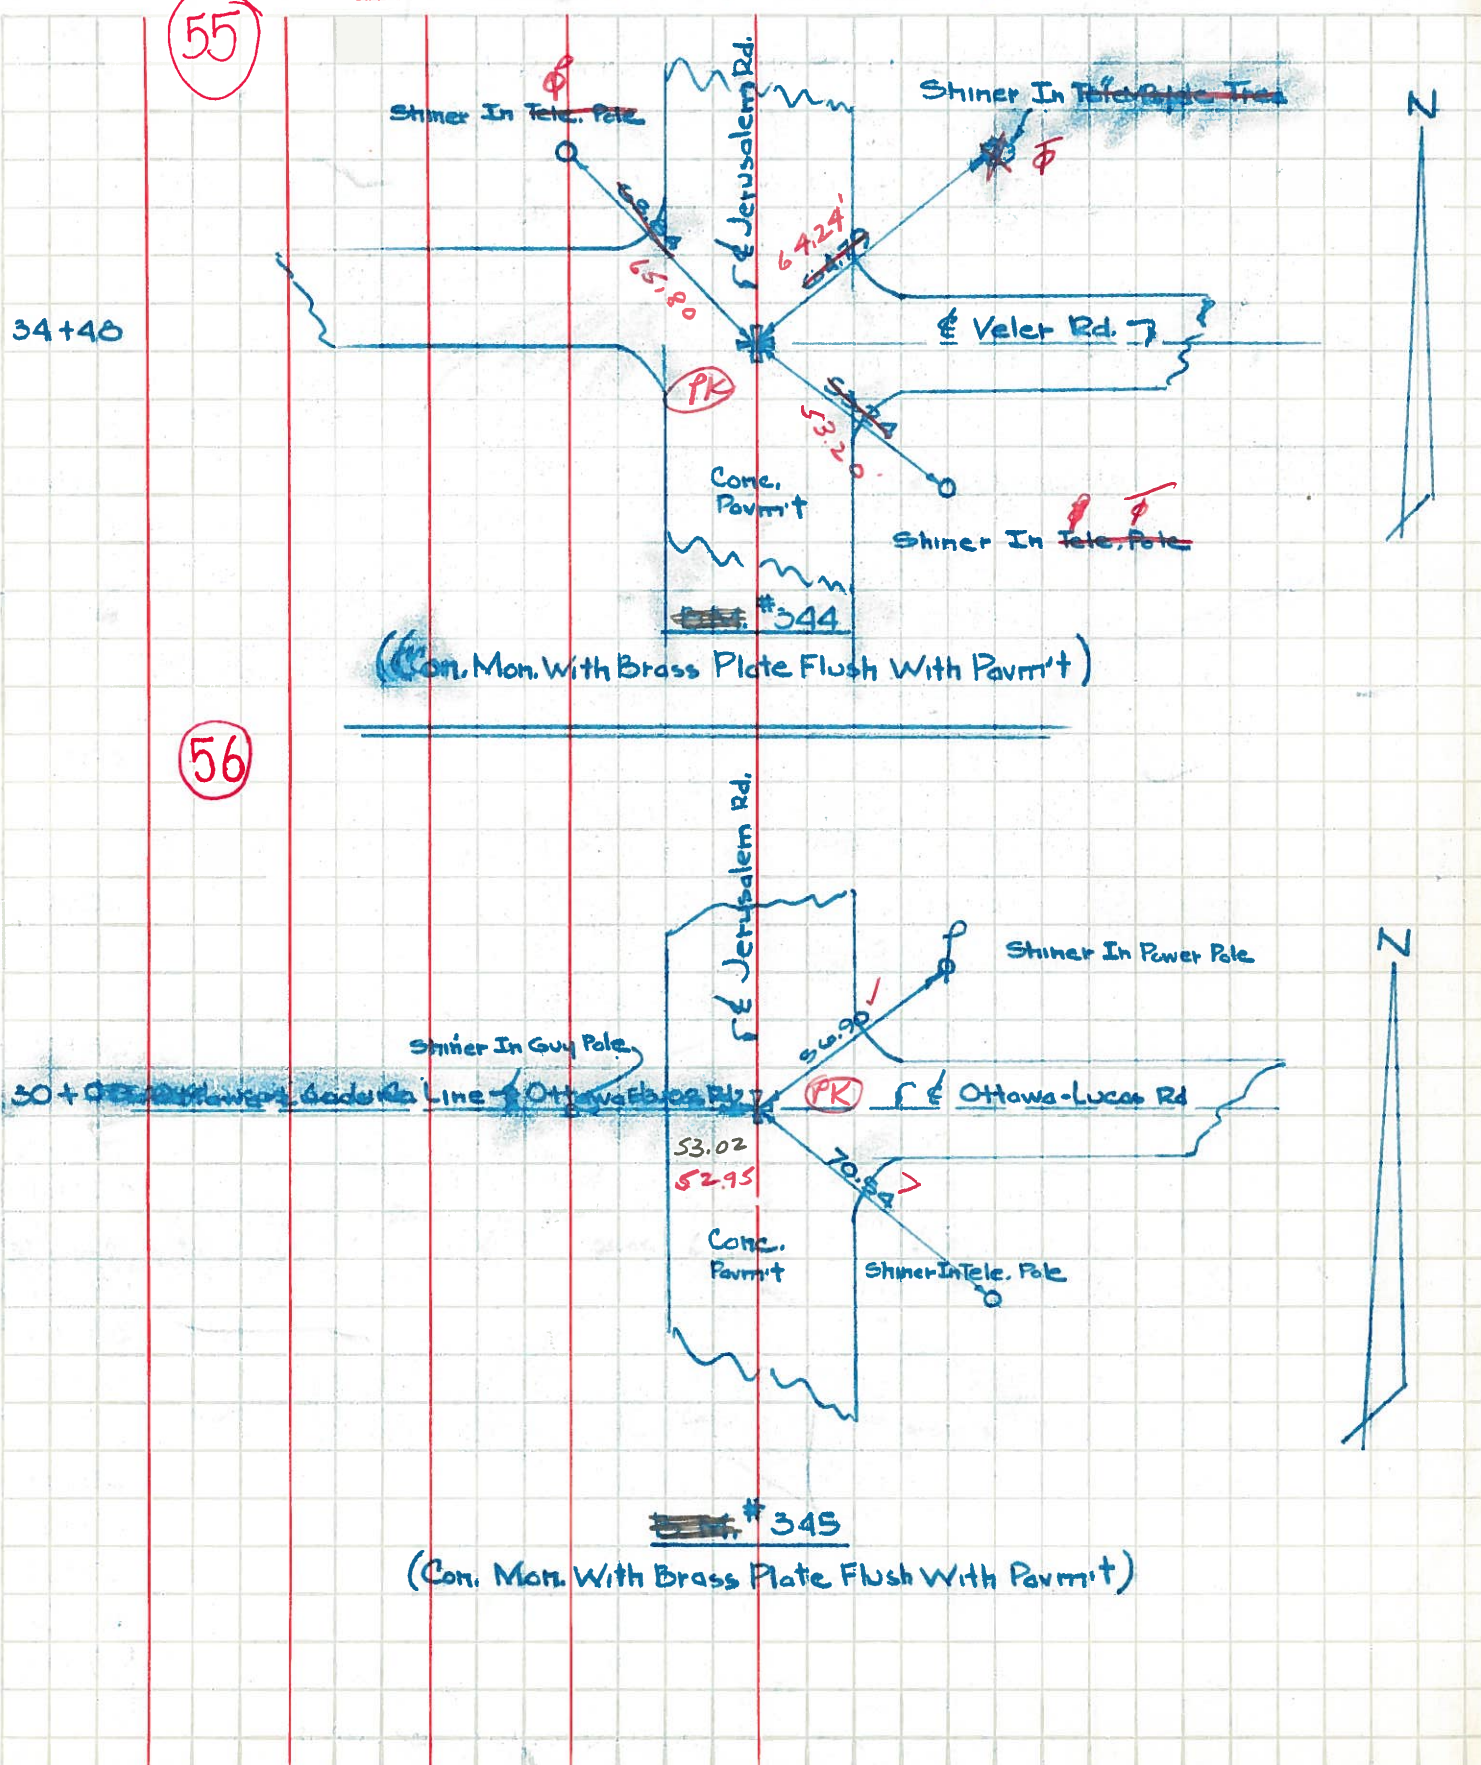 55
Shiner In Tele. Pole
℄ Jerusalem Rd.
Shiner In Tree
N
64.24'
65.80
34+48
℄ Veler Rd.
PK
53.20
Conc.
Pavm't
Shiner In Tele. Pole
B.M. #344
(Con. Mon. With Brass Plate Flush With Pavm't)
56
℄ Jerusalem Rd.
Shiner In Power Pole
N
56.90
Shiner In Guy Pole
30+ Line
PK
℄ Ottawa-Lucas Rd
53.02
52.95
70.54
Conc.
Pavm't
Shiner In Tele. Pole
B.M. #345
(Con. Mon. With Brass Plate Flush With Pavm't)